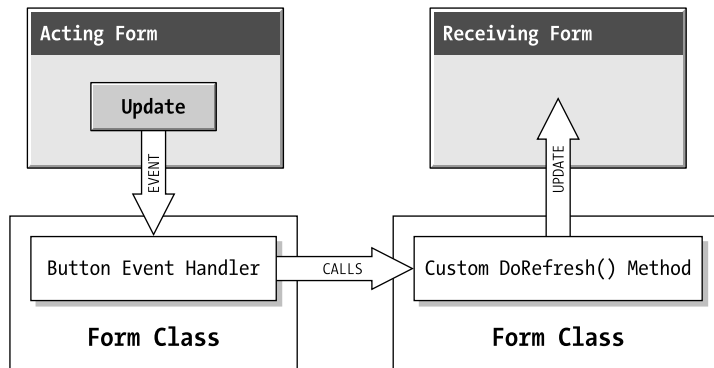 Acting Form
Receiving Form
Update
EVENT
UPDATE
Button Event Handler
CALLS
Custom DoRefresh() Method
Form Class
Form Class